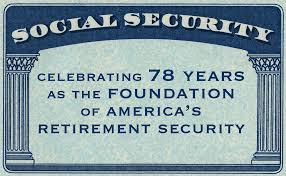 SOCIAL SECURITY
CELEBRATING 78 YEARS
AS THE FOUNDATION
OF AMERICA'S
RETIREMENT SECURITY